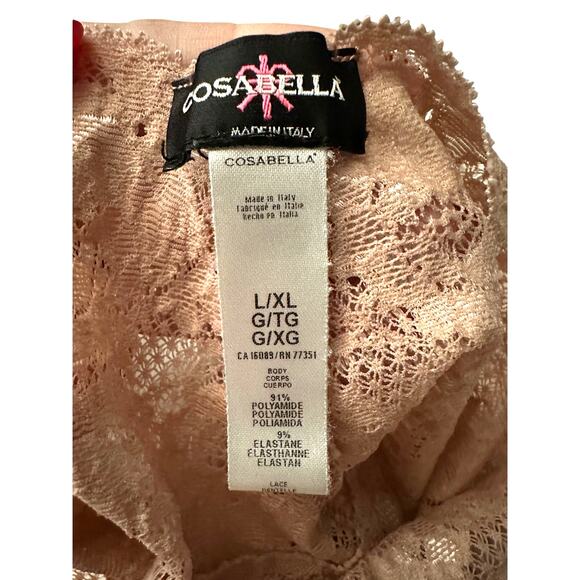 COSABELLA
MADE IN ITALY
COSABELLA
Made in Italy
Fabriqué en Italie
Hecho en Italia
L/XL
G/TG
G/XG
CA 16089/RN 77351
BODY
CORPS
CUERPO
91%
POLYAMIDE
POLYAMIDE
POLIAMIDA
9%
ELASTANE
ELASTHANNE
ELASTAN
LACE
DENTELLE